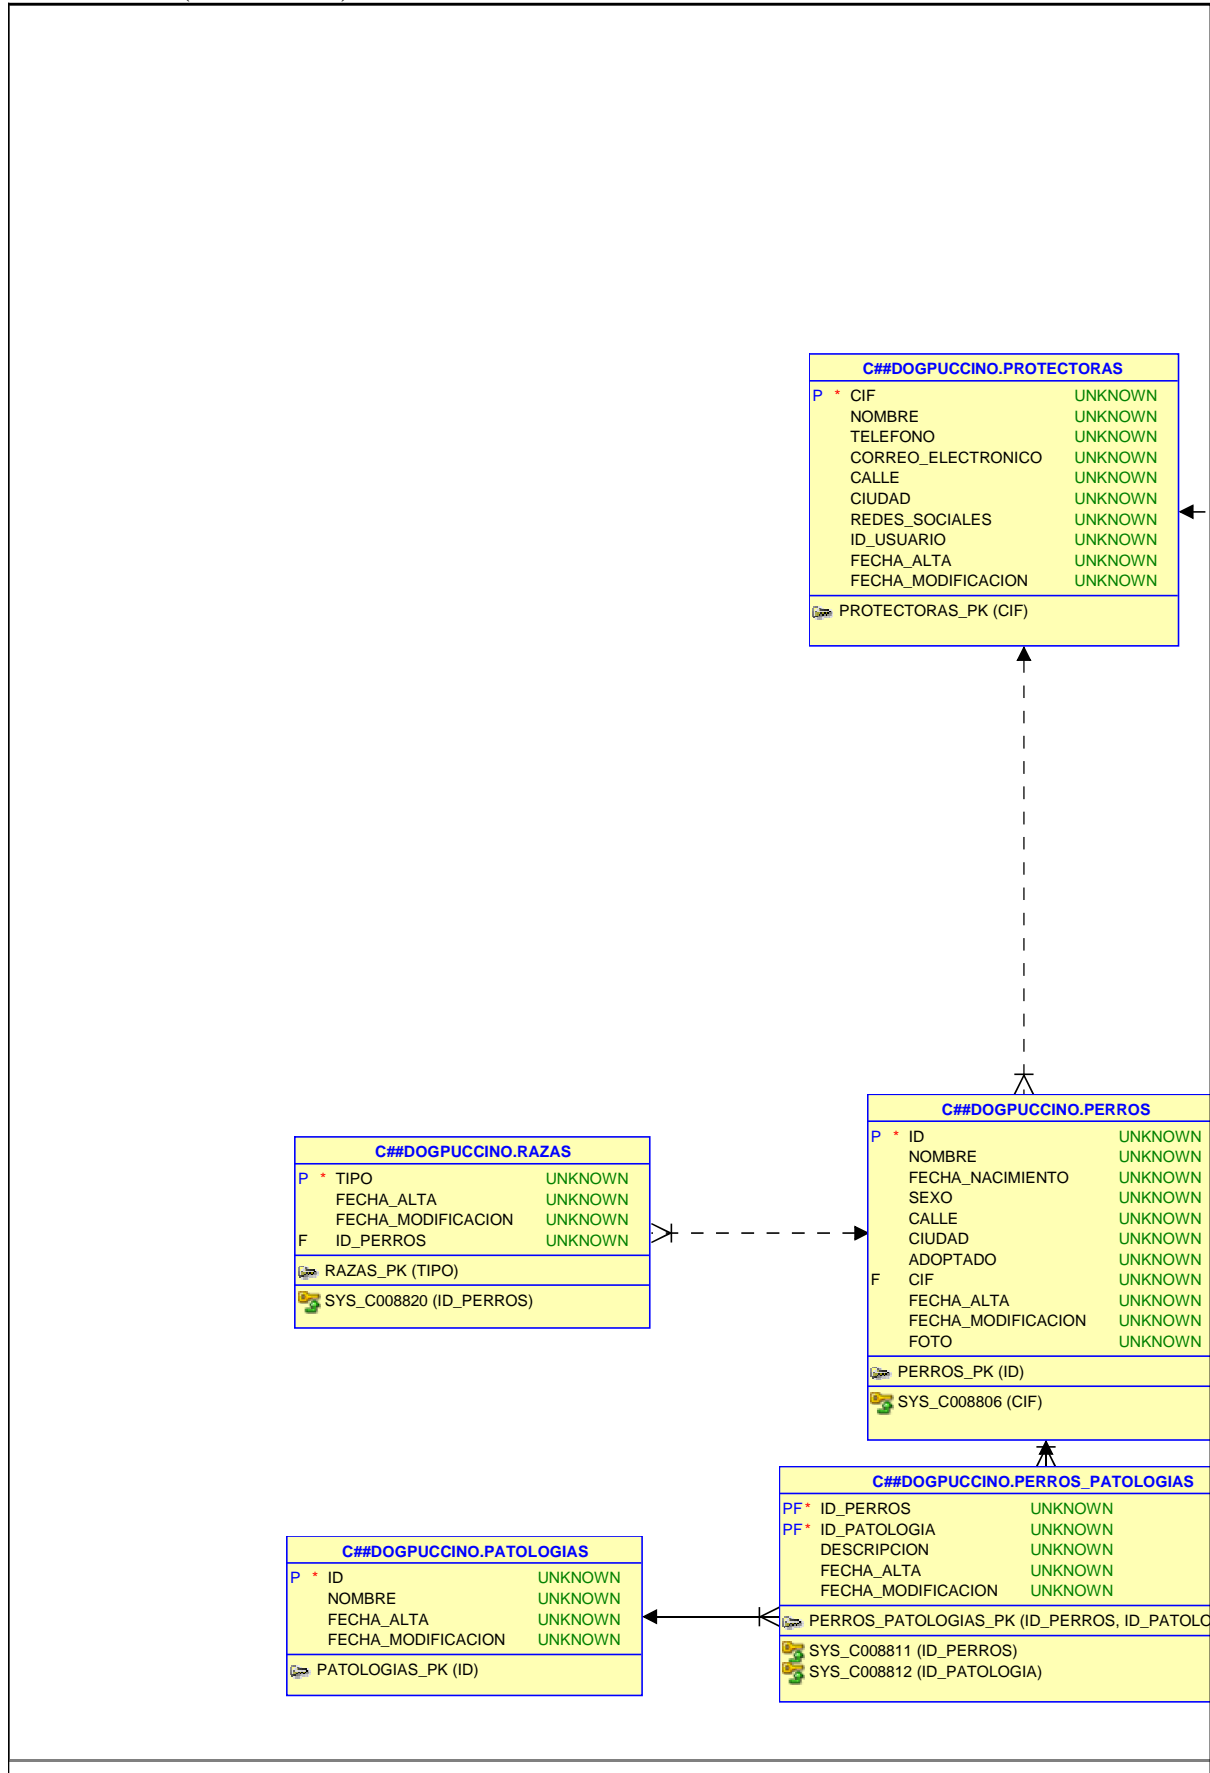 C##DOGPUCCINO.PROTECTORAS
P * CIF UNKNOWN
NOMBRE UNKNOWN
TELEFONO UNKNOWN
CORREO_ELECTRONICO UNKNOWN
CALLE UNKNOWN
CIUDAD UNKNOWN
REDES_SOCIALES UNKNOWN
ID_USUARIO UNKNOWN
FECHA_ALTA UNKNOWN
FECHA_MODIFICACION UNKNOWN
PROTECTORAS_PK (CIF)
C##DOGPUCCINO.PERROS
P * ID UNKNOWN
NOMBRE UNKNOWN
FECHA_NACIMIENTO UNKNOWN
SEXO UNKNOWN
CALLE UNKNOWN
CIUDAD UNKNOWN
ADOPTADO UNKNOWN
F CIF UNKNOWN
FECHA_ALTA UNKNOWN
FECHA_MODIFICACION UNKNOWN
FOTO UNKNOWN
PERROS_PK (ID)
SYS_C008806 (CIF)
C##DOGPUCCINO.RAZAS
P * TIPO UNKNOWN
FECHA_ALTA UNKNOWN
FECHA_MODIFICACION UNKNOWN
F ID_PERROS UNKNOWN
RAZAS_PK (TIPO)
SYS_C008820 (ID_PERROS)
C##DOGPUCCINO.PERROS_PATOLOGIAS
PF* ID_PERROS UNKNOWN
PF* ID_PATOLOGIA UNKNOWN
DESCRIPCION UNKNOWN
FECHA_ALTA UNKNOWN
FECHA_MODIFICACION UNKNOWN
PERROS_PATOLOGIAS_PK (ID_PERROS, ID_PATOLO
SYS_C008811 (ID_PERROS)
SYS_C008812 (ID_PATOLOGIA)
C##DOGPUCCINO.PATOLOGIAS
P * ID UNKNOWN
NOMBRE UNKNOWN
FECHA_ALTA UNKNOWN
FECHA_MODIFICACION UNKNOWN
PATOLOGIAS_PK (ID)